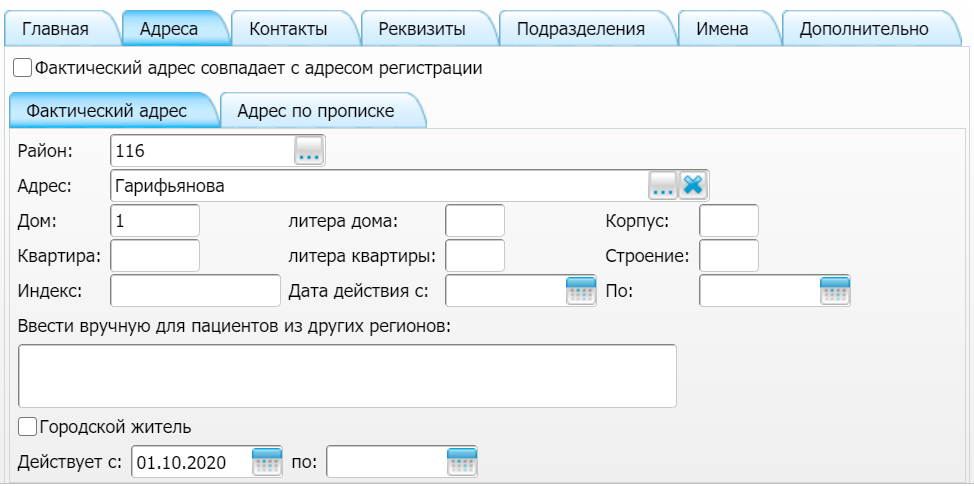 Главная Адреса Контакты Реквизиты Подразделения Имена Дополнительно
Фактический адрес совпадает с адресом регистрации
Фактический адрес Адрес по прописке
Район: 116 ...
Адрес: Гарифьянова ...
Дом: 1 литера дома: Корпус:
Квартира: литера квартиры: Строение:
Индекс: Дата действия с: По:
Ввести вручную для пациентов из других регионов:
Городской житель
Действует с: 01.10.2020 по: